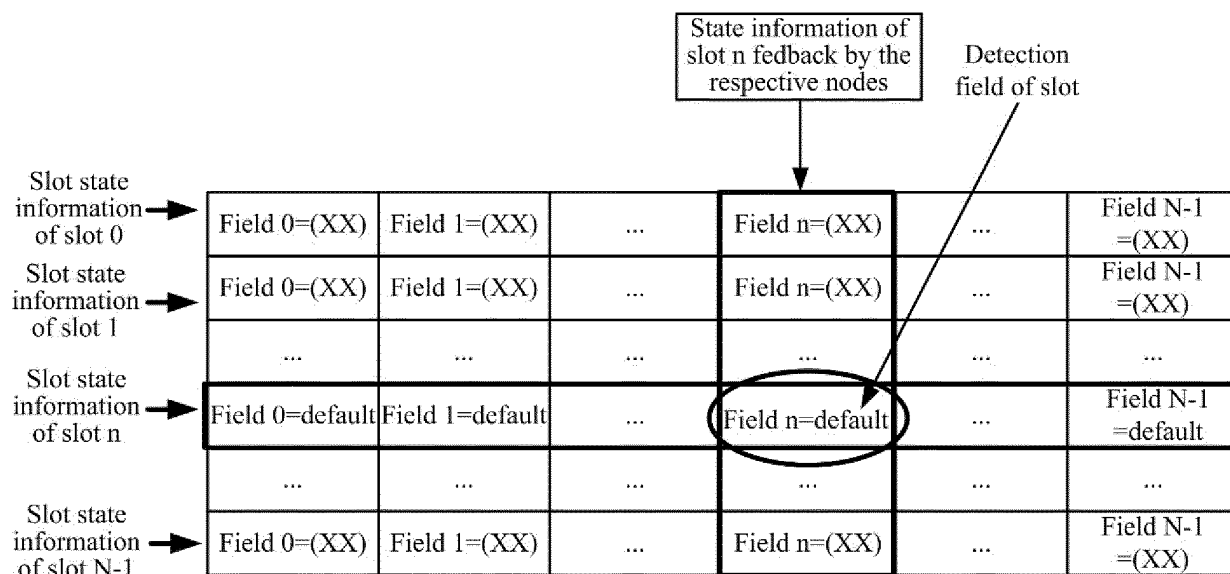 State information of
slot n fedback by the
respective nodes
Detection
field of slot
Slot state
information
of slot 0
Field 0=(XX)
Field 1=(XX)
...
Field n=(XX)
...
Field N-1
=(XX)
Slot state
information
of slot 1
Field 0=(XX)
Field 1=(XX)
...
Field n=(XX)
...
Field N-1
=(XX)
...
...
...
...
...
...
Slot state
information
of slot n
Field 0=default
Field 1=default
...
Field n=default
...
Field N-1
=default
...
...
...
...
...
...
Slot state
information
of slot N-1
Field 0=(XX)
Field 1=(XX)
...
Field n=(XX)
...
Field N-1
=(XX)